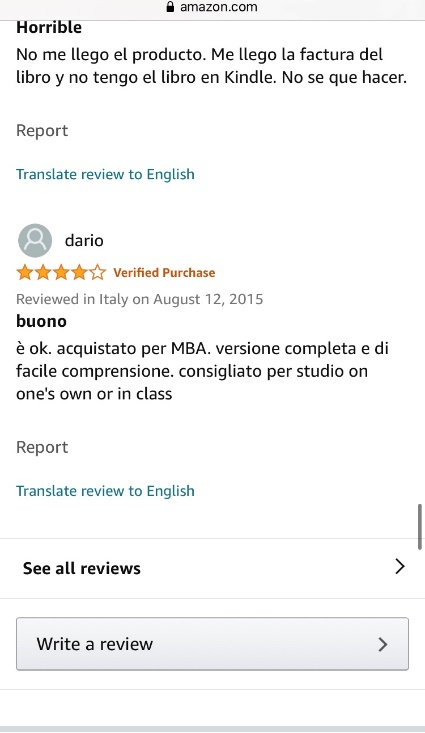 amazon.com
Horrible
No me llego el producto. Me llego la factura del
libro y no tengo el libro en Kindle. No se que hacer.
Report
Translate review to English
dario
Verified Purchase
Reviewed in Italy on August 12, 2015
buono
è ok. acquistato per MBA. versione completa e di
facile comprensione. consigliato per studio on
one's own or in class
Report
Translate review to English
See all reviews
Write a review